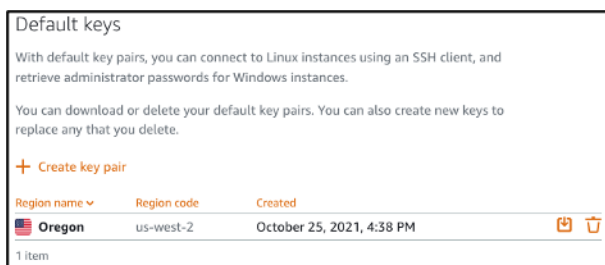 Default keys
With default key pairs, you can connect to Linux instances using an SSH client, and
retrieve administrator passwords for Windows instances.
You can download or delete your default key pairs. You can also create new keys to
replace any that you delete.
+ Create key pair
Region name Region code Created
Oregon us-west-2 October 25, 2021, 4:38 PM
1 item